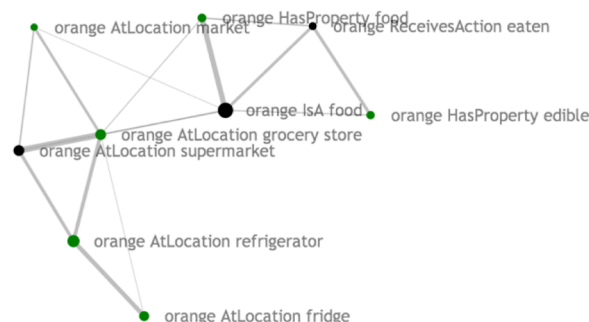 orange HasProperty food
orange AtLocation market
orange ReceivesAction eaten
orange IsA food
orange HasProperty edible
orange AtLocation grocery store
orange AtLocation supermarket
orange AtLocation refrigerator
orange AtLocation fridge